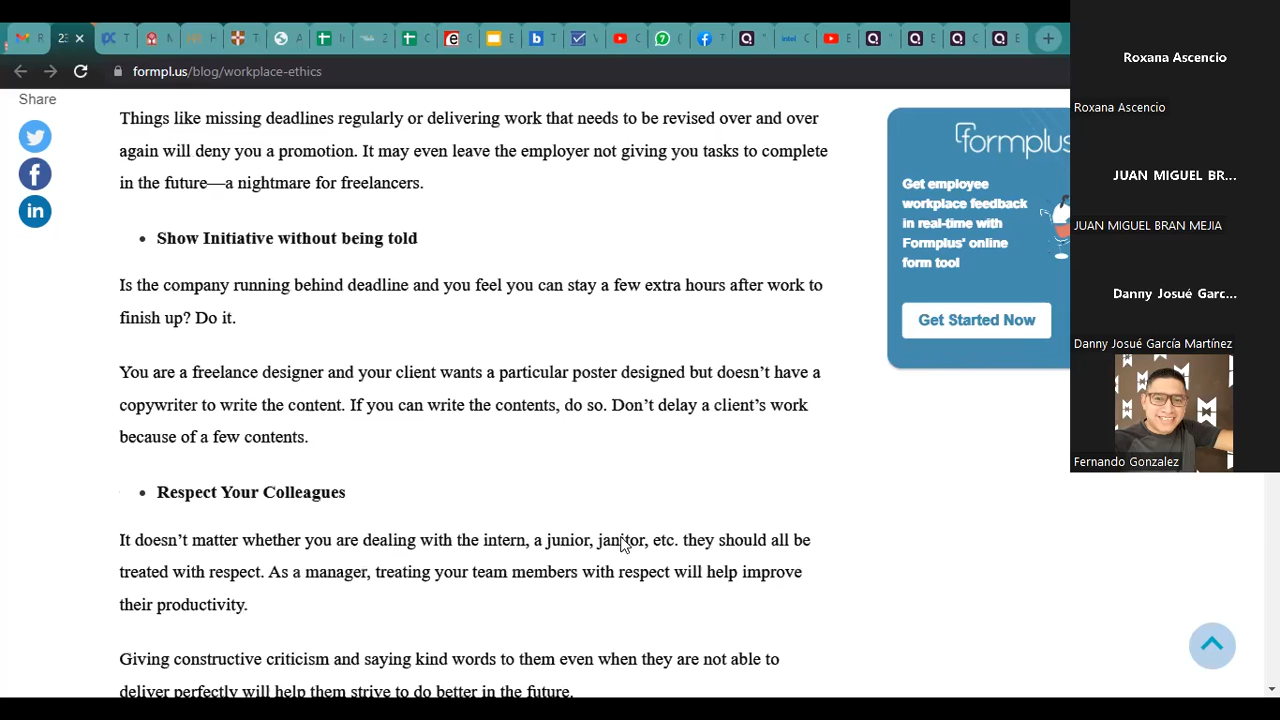 formpl.us/blog/workplace-ethics
Share
Things like missing deadlines regularly or delivering work that needs to be revised over and over
again will deny you a promotion. It may even leave the employer not giving you tasks to complete
in the future—a nightmare for freelancers.
• Show Initiative without being told
Is the company running behind deadline and you feel you can stay a few extra hours after work to
finish up? Do it.
You are a freelance designer and your client wants a particular poster designed but doesn’t have a
copywriter to write the content. If you can write the contents, do so. Don’t delay a client’s work
because of a few contents.
• Respect Your Colleagues
It doesn’t matter whether you are dealing with the intern, a junior, janitor, etc. they should all be
treated with respect. As a manager, treating your team members with respect will help improve
their productivity.
Giving constructive criticism and saying kind words to them even when they are not able to
deliver perfectly will help them strive to do better in the future.
formplus
Get employee
workplace feedback
in real-time with
Formplus' online
form tool
Get Started Now
Roxana Ascencio
Roxana Ascencio
JUAN MIGUEL BR...
JUAN MIGUEL BRAN MEJIA
Danny Josué Garc...
Danny Josué García Martínez
Fernando Gonzalez